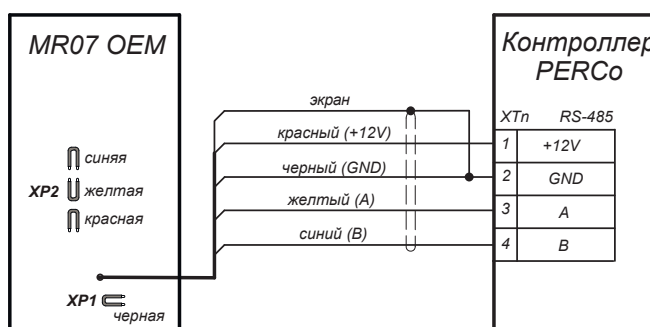 MR07 OEM
синяя
XP2 желтая
красная
XP1
черная
экран
красный (+12V)
черный (GND)
желтый (A)
синий (B)
Контроллер
PERCo
XTn RS-485
1 +12V
2 GND
3 A
4 B